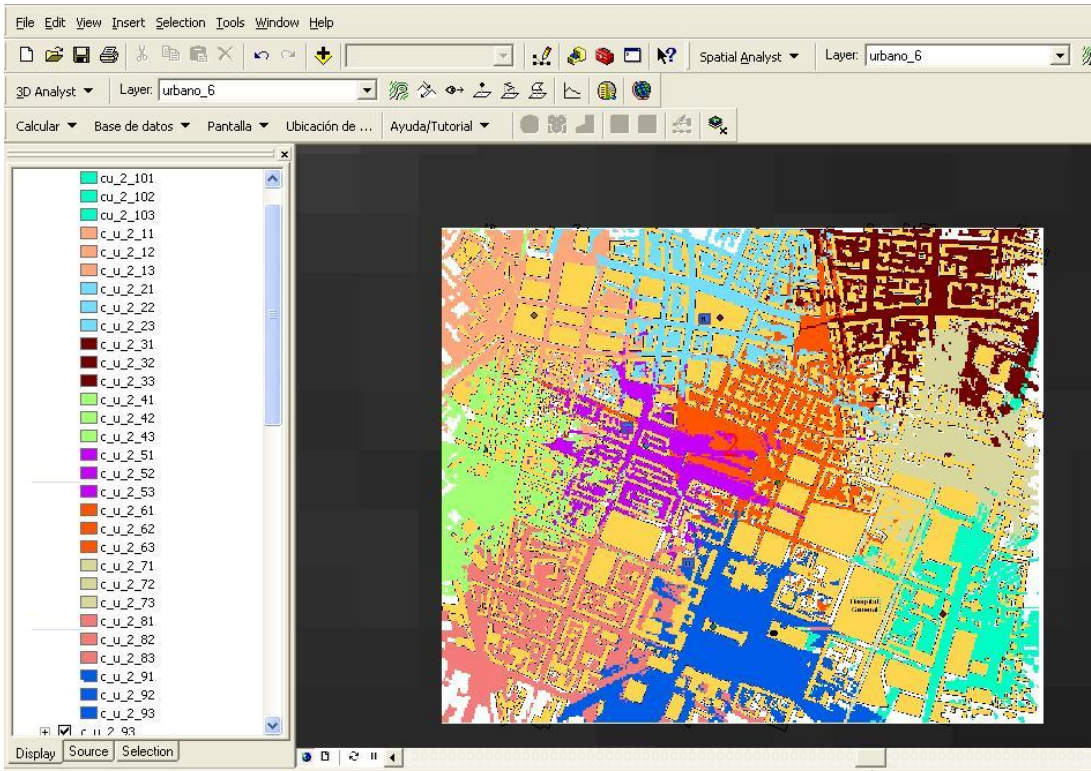 File Edit View Insert Selection Tools Window Help
Spatial Analyst Layer: urbano_6
3D Analyst Layer: urbano_6
Calcular Base de datos Pantalla Ubicación de ... Ayuda/Tutorial
cu_2_101
cu_2_102
cu_2_103
c_u_2_11
c_u_2_12
c_u_2_13
c_u_2_21
c_u_2_22
c_u_2_23
c_u_2_31
c_u_2_32
c_u_2_33
c_u_2_41
c_u_2_42
c_u_2_43
c_u_2_51
c_u_2_52
c_u_2_53
c_u_2_61
c_u_2_62
c_u_2_63
c_u_2_71
c_u_2_72
c_u_2_73
c_u_2_81
c_u_2_82
c_u_2_83
c_u_2_91
c_u_2_92
c_u_2_93
c_u_2_93
Display Source Selection
Hospital
General